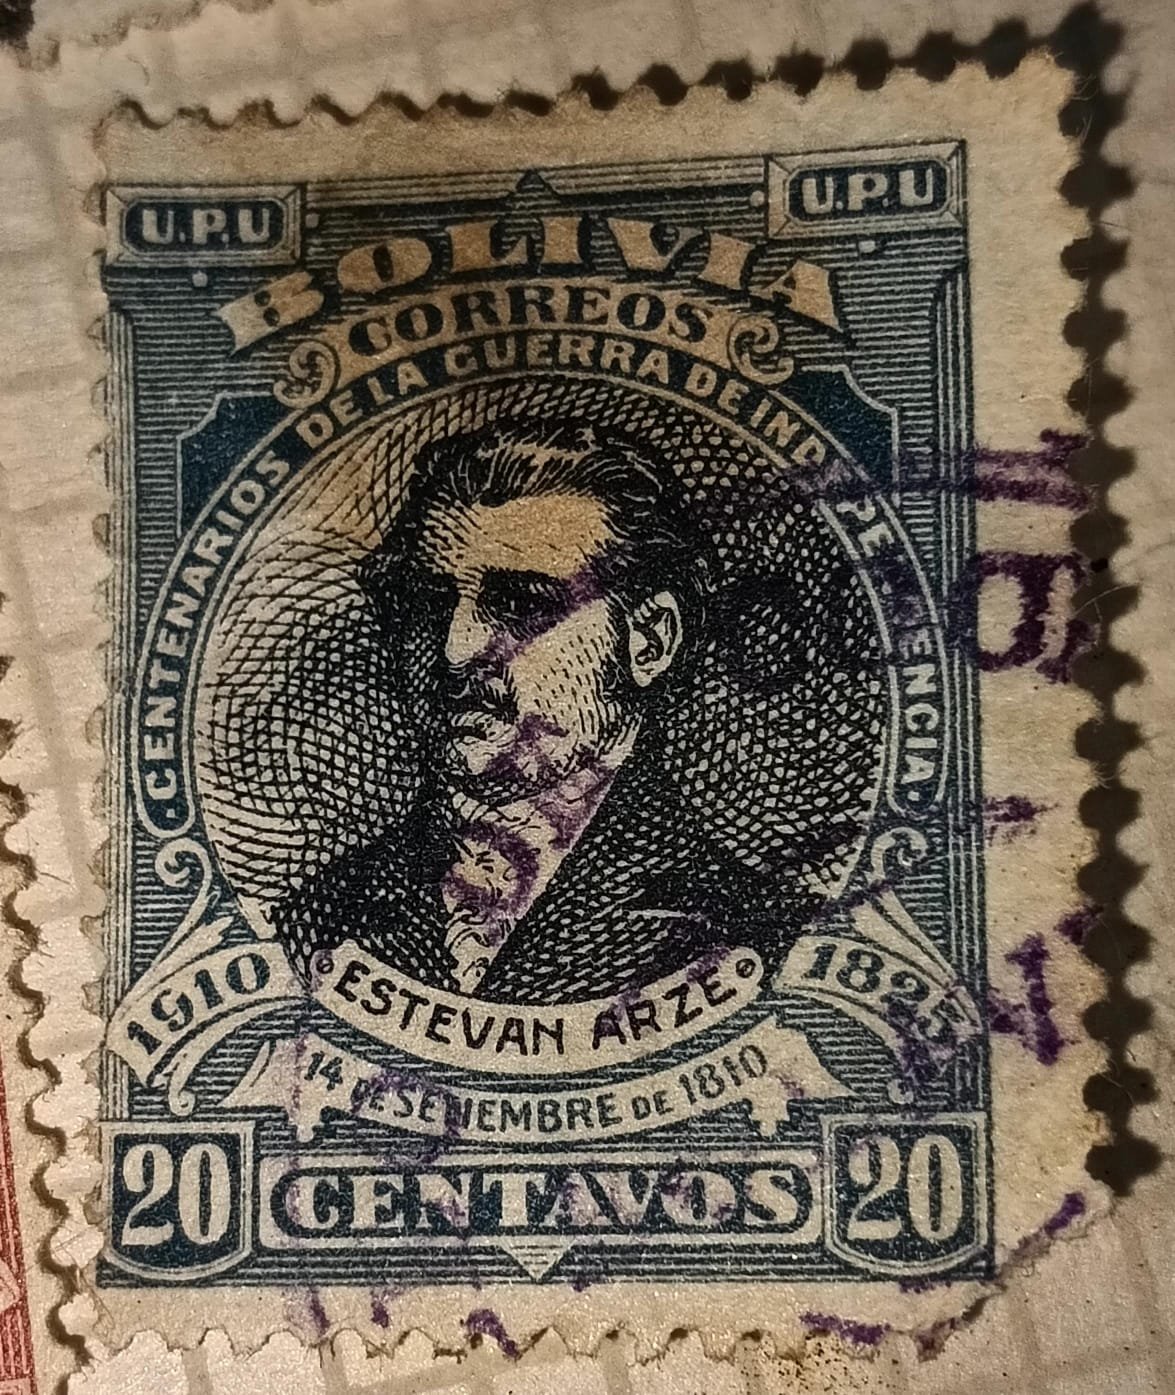 U.P.U
U.P.U
BOLIVIA
CORREOS
CENTENARIOS DE LA GUERRA DE INDEPENDENCIA
ESTEVAN ARZE
1910
1825
14 DE SETIEMBRE DE 1810
20
CENTAVOS
20